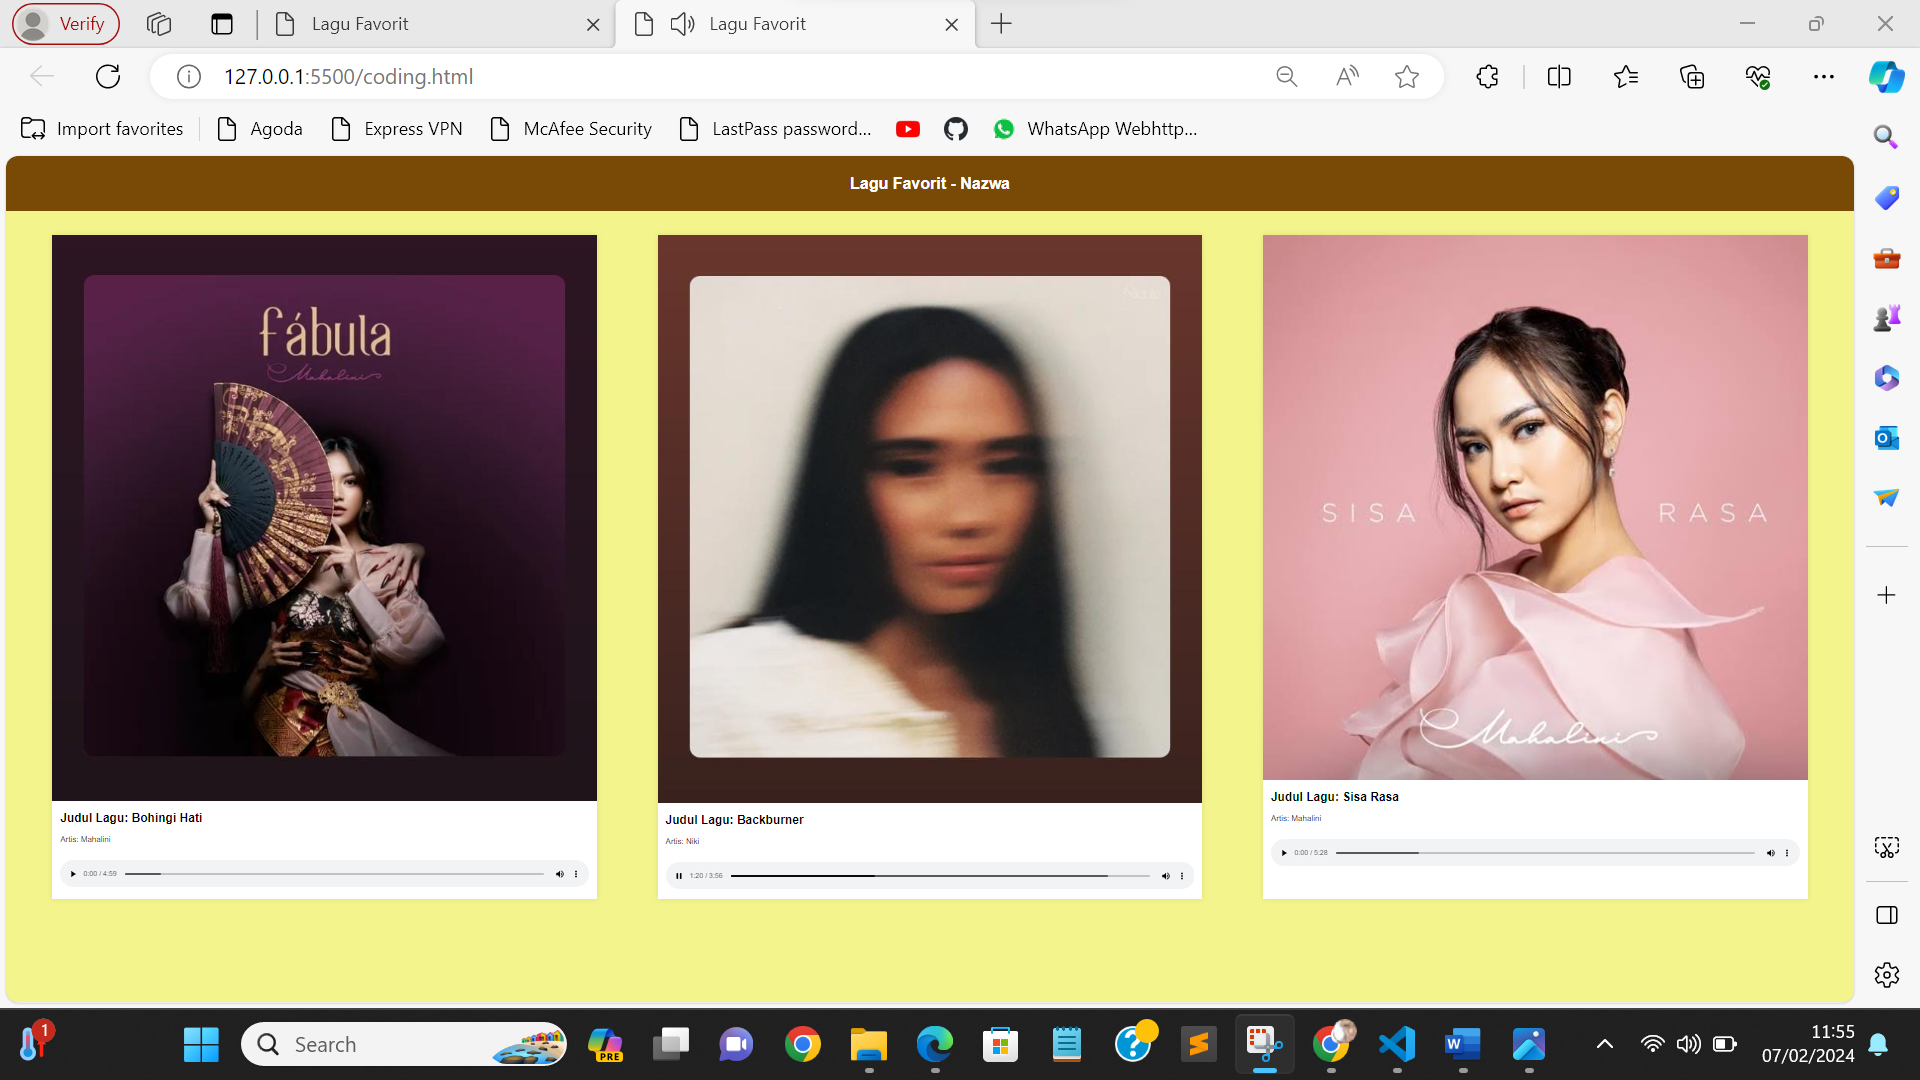 Verify
Lagu Favorit
Lagu Favorit
127.0.0.1:5500/coding.html
Import favorites
Agoda
Express VPN
McAfee Security
LastPass password...
WhatsApp Webhttp...
Lagu Favorit - Nazwa
fábula
Mahalini
SISA RASA
Mahalini
Judul Lagu: Bohingi Hati
Artis: Mahalini
0:00 / 4:59
Judul Lagu: Backburner
Artis: Niki
1:20 / 3:56
Judul Lagu: Sisa Rasa
Artis: Mahalini
0:00 / 5:28
1
Search
PRE
11:55
07/02/2024